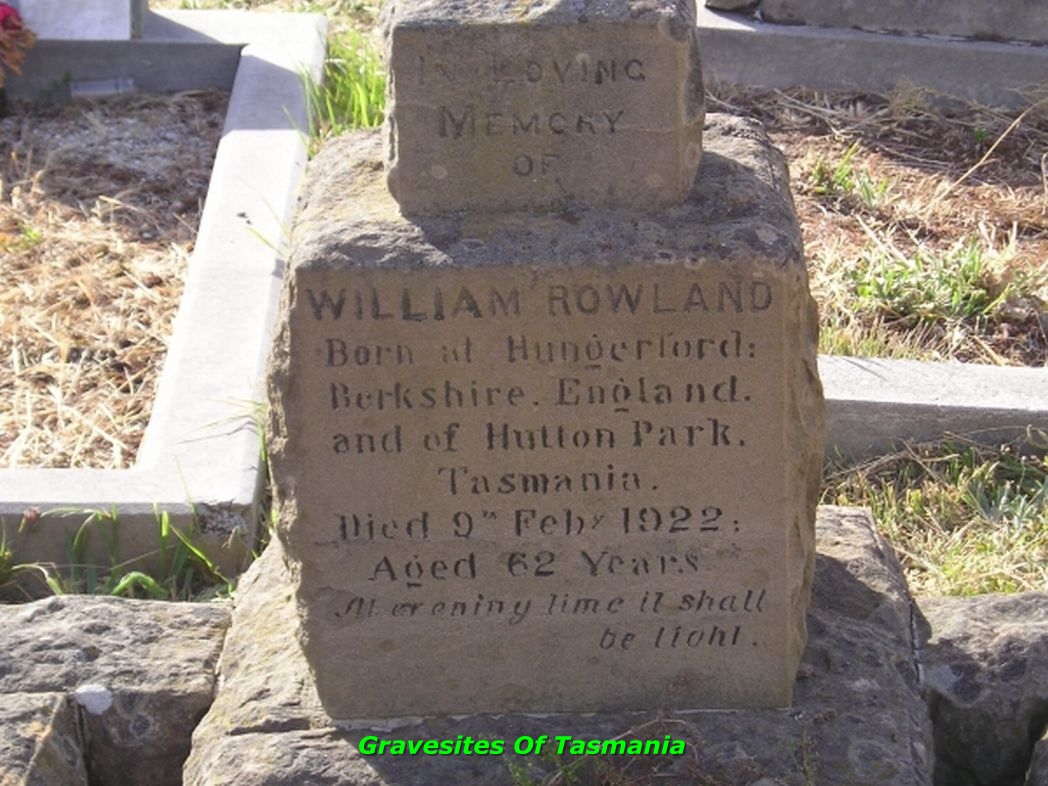 IN LOVING
MEMORY
OF
WILLIAM ROWLAND
Born at Hungerford:
Berkshire. England.
and of Hutton Park.
Tasmania.
Died 9th Feby 1922:
Aged 62 Years
At evening time it shall
be light.
Gravesites Of Tasmania